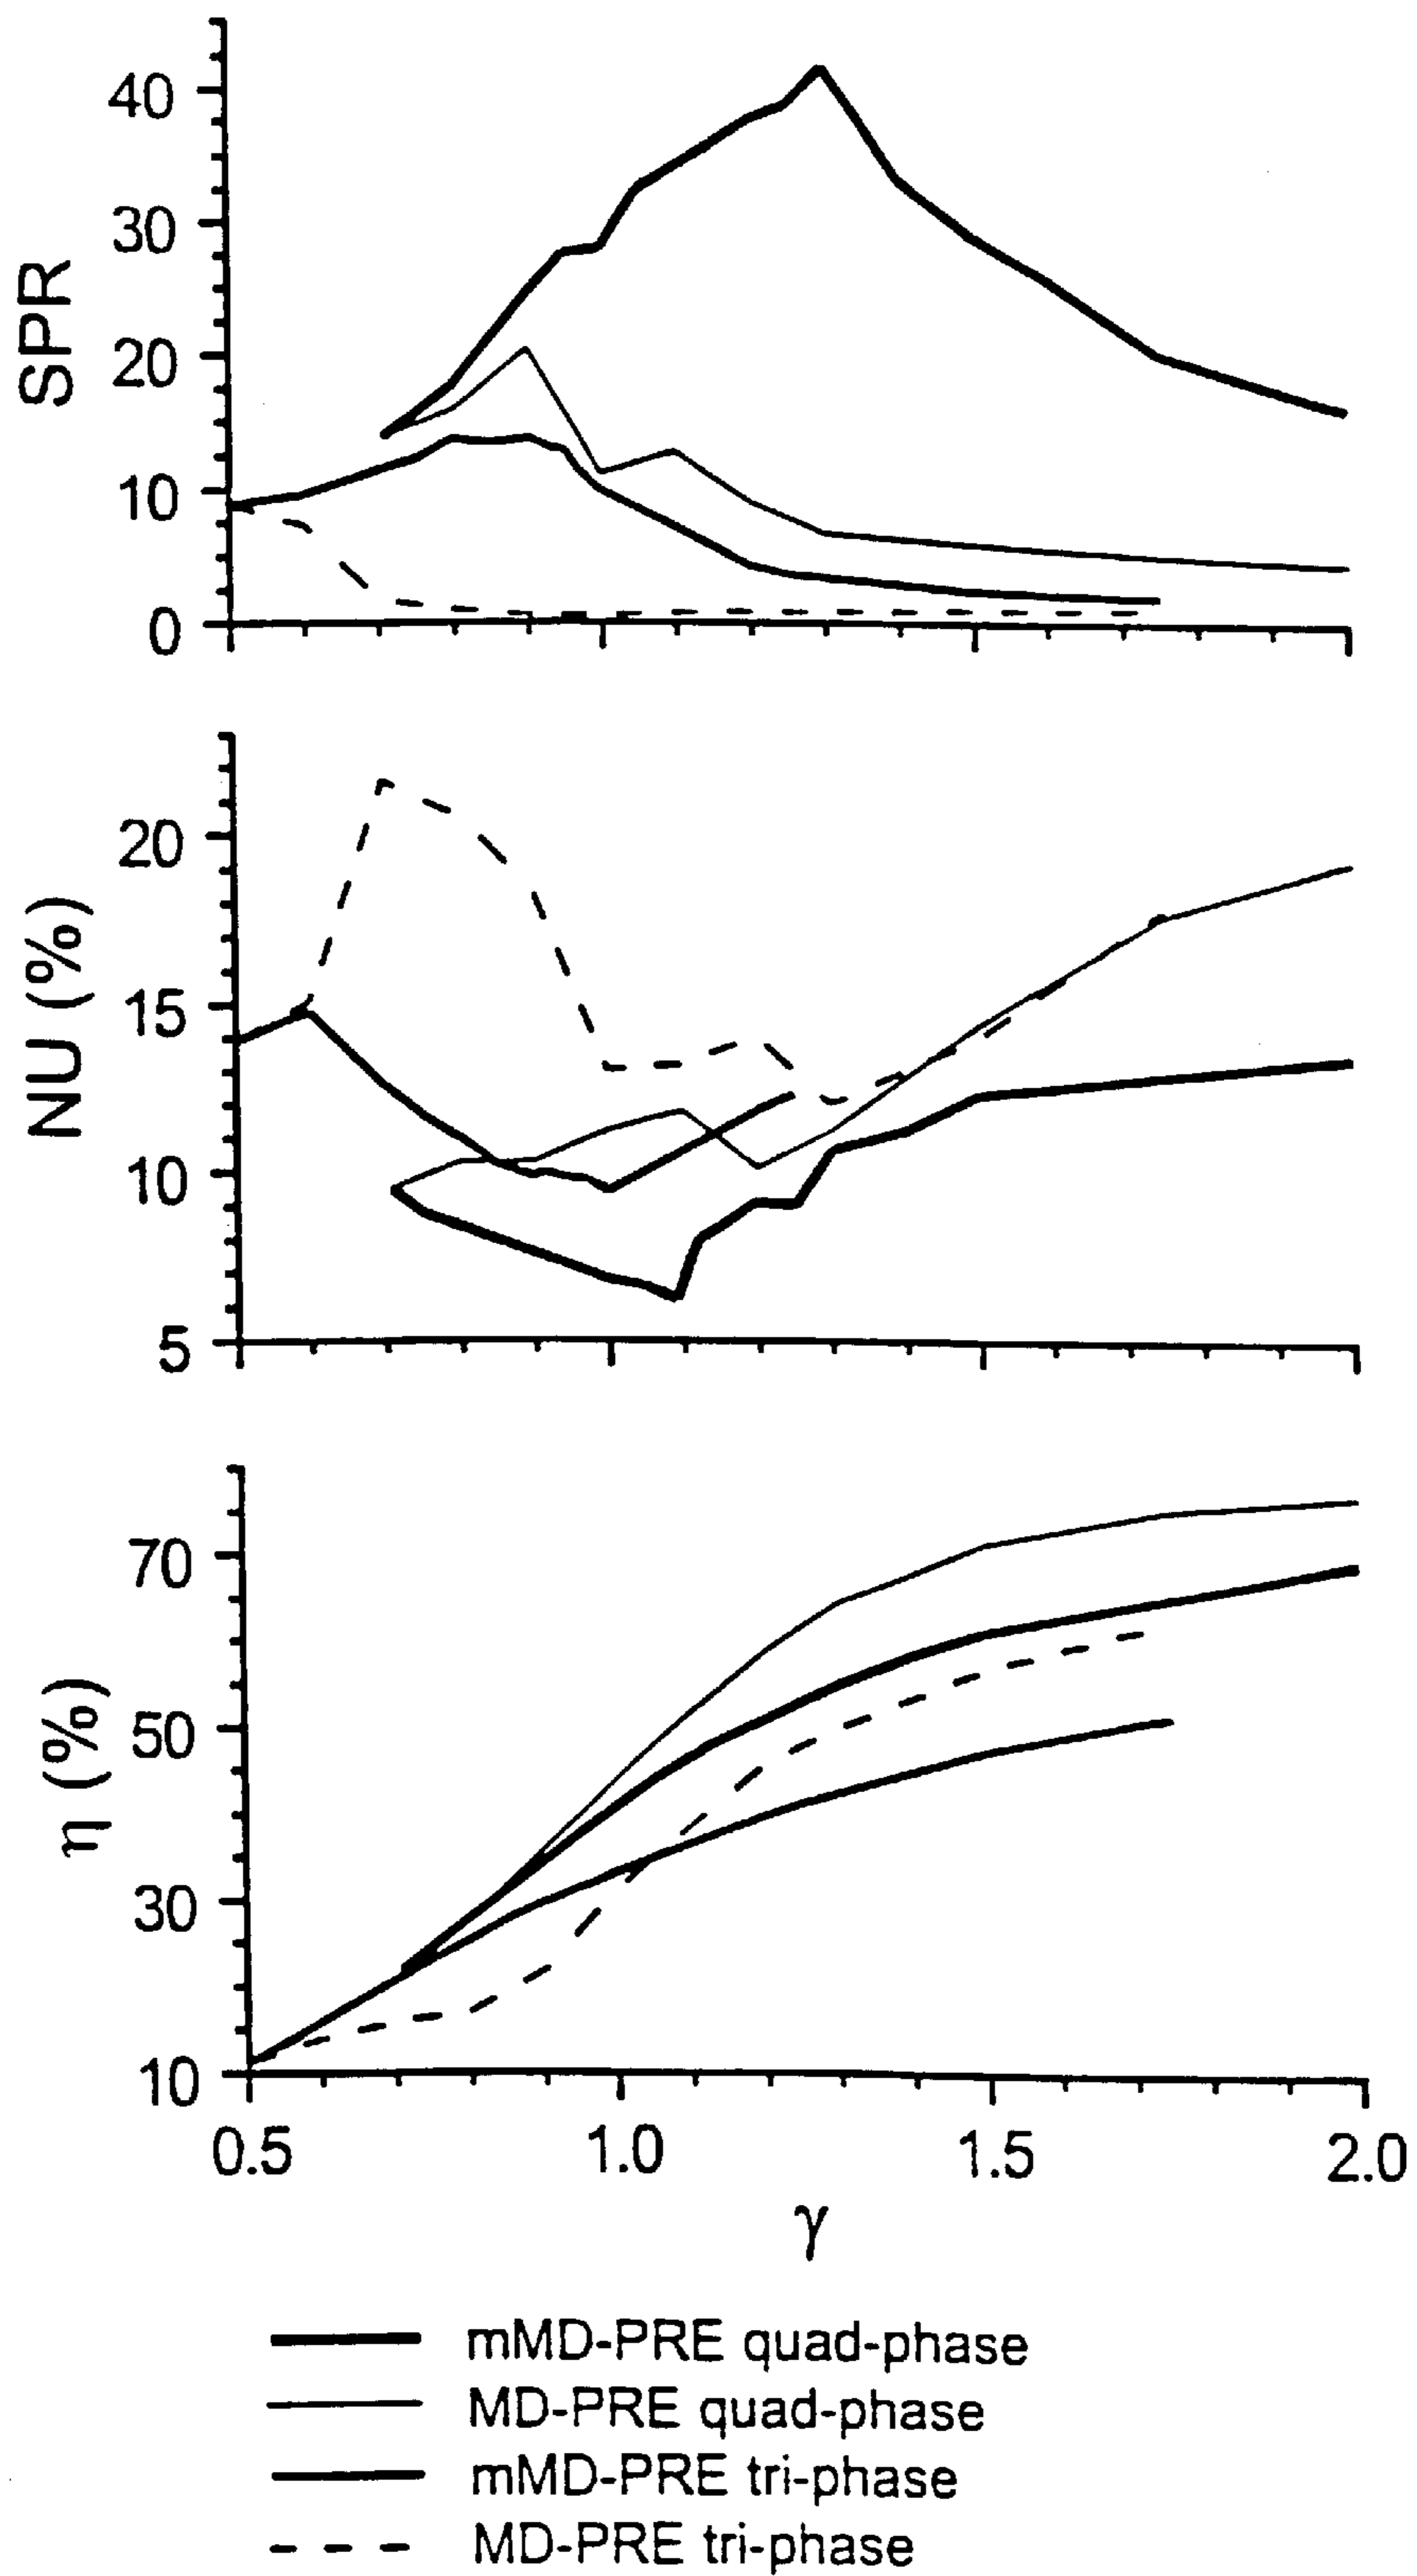 SPR
40
30
20
10
0
NU (%)
20
15
10
5
η (%)
70
50
30
10
0.5 1.0 1.5 2.0
γ
mMD-PRE quad-phase
MD-PRE quad-phase
mMD-PRE tri-phase
MD-PRE tri-phase